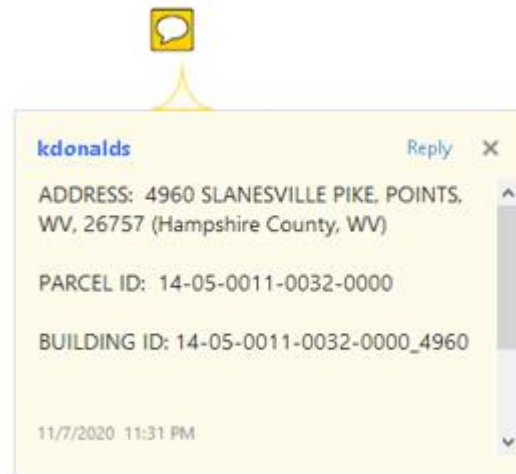 kdonalds Reply
ADDRESS: 4960 SLANESVILLE PIKE, POINTS,
WV, 26757 (Hampshire County, WV)
PARCEL ID: 14-05-0011-0032-0000
BUILDING ID: 14-05-0011-0032-0000_4960
11/7/2020 11:31 PM